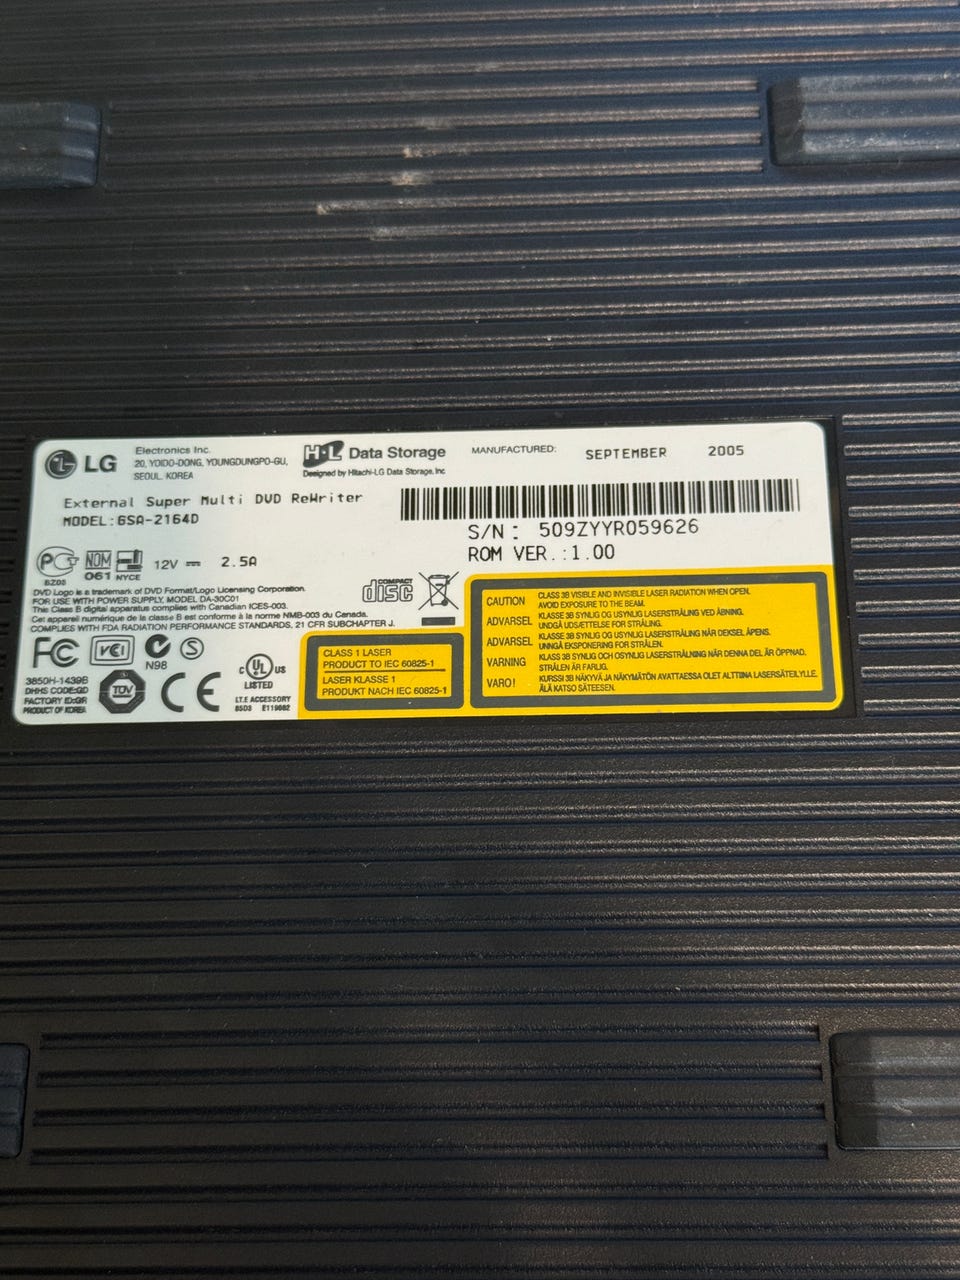 LG
Electronics Inc.
20, YOIDO-DONG, YOUNGDUNGPO-GU,
SEOUL, KOREA
H·L Data Storage
Designed by Hitachi-LG Data Storage, Inc
MANUFACTURED: SEPTEMBER 2005
External Super Multi DVD ReWriter
MODEL:GSA-2164D
S/N: 509ZYYR059626
ROM VER.:1.00
PC
BZ03
NOM
061 NYCE
12V ⎓ 2.5A
DVD Logo is a trademark of DVD Format/Logo Licensing Corporation.
FOR USE WITH POWER SUPPLY, MODEL DA-30C01
This Class B digital apparatus complies with Canadian ICES-003.
Cet appareil numérique de la classe B est conforme à la norme NMB-003 du Canada.
COMPLIES WITH FDA RADIATION PERFORMANCE STANDARDS, 21 CFR SUBCHAPTER J.
COMPACT
disc
FC
VCI
N98
S
3850H-1439B
DHHS CODE:GD
FACTORY ID:GR
PRODUCT OF KOREA
TÜV
CE
c UL US
LISTED
I.T.E ACCESSORY
85D3 E119082
CLASS 1 LASER
PRODUCT TO IEC 60825-1
LASER KLASSE 1
PRODUKT NACH IEC 60825-1
CAUTION CLASS 3B VISIBLE AND INVISIBLE LASER RADIATION WHEN OPEN.
AVOID EXPOSURE TO THE BEAM.
ADVARSEL KLASSE 3B SYNLIG OG USYNLIG LASERSTRÅLING VED ÅBNING.
UNDGÅ UDSÆTTELSE FOR STRÅLING.
ADVARSEL KLASSE 3B SYNLIG OG USYNLIG LASERSTRÅLING NÅR DEKSEL ÅPENS.
UNNGÅ EKSPONERING FOR STRÅLEN.
VARNING KLASS 3B SYNLIG OCH OSYNLIG LASERSTRÅLNING NÄR DENNA DEL ÄR ÖPPNAD.
STRÅLEN ÄR FARLIG.
VARO! KURSSI 3B NÄKYVÄ JA NÄKYMÄTÖN AVATTAESSA OLET ALTTIINA LASERSÄTEILYLLE.
ÄLÄ KATSO SÄTEESEN.